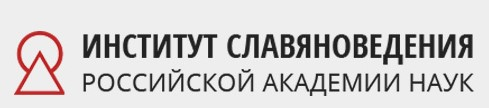 ИНСТИТУТ СЛАВЯНОВЕДЕНИЯ
РОССИЙСКОЙ АКАДЕМИИ НАУК